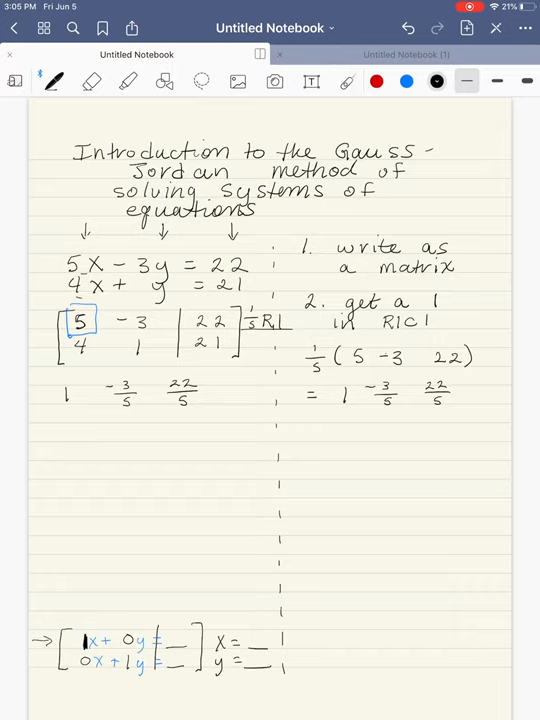 3:05 PM Fri Jun 5
21%
Untitled Notebook
Untitled Notebook
Untitled Notebook (1)
Introduction to the Gauss -
Jordan method of
solving systems of
equations
5x - 3y = 22
4x + y = 21
5 -3 | 22 1/5 R1
4 1 | 21
1 -3/5 22/5
1. write as
a matrix
2. get a 1
in R1C1
1/5 ( 5 -3 22 )
= 1 -3/5 22/5
→ [ 1x + 0y = __ ] x = __
0x + 1y = __ y = __